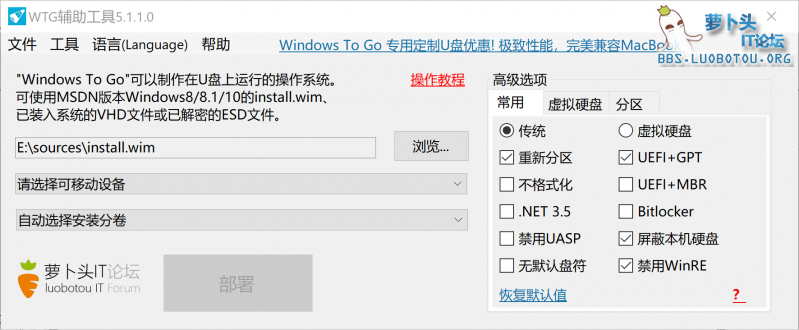 WTG辅助工具5.1.1.0
萝卜头
IT论坛
BBS.LUOBOTOU.ORG
文件 工具 语言(Language) 帮助
Windows To Go 专用定制U盘优惠! 极致性能，完美兼容MacBook
"Windows To Go"可以制作在U盘上运行的操作系统。
可使用MSDN版本Windows8/8.1/10的install.wim、
已装入系统的VHD文件或已解密的ESD文件。
操作教程
E:\sources\install.wim
浏览...
请选择可移动设备
自动选择安装分卷
萝卜头IT论坛
luobotou IT Forum
部署
高级选项
常用 虚拟硬盘 分区
传统 虚拟硬盘
重新分区 UEFI+GPT
不格式化 UEFI+MBR
.NET 3.5 Bitlocker
禁用UASP 屏蔽本机硬盘
无默认盘符 禁用WinRE
恢复默认值 ?